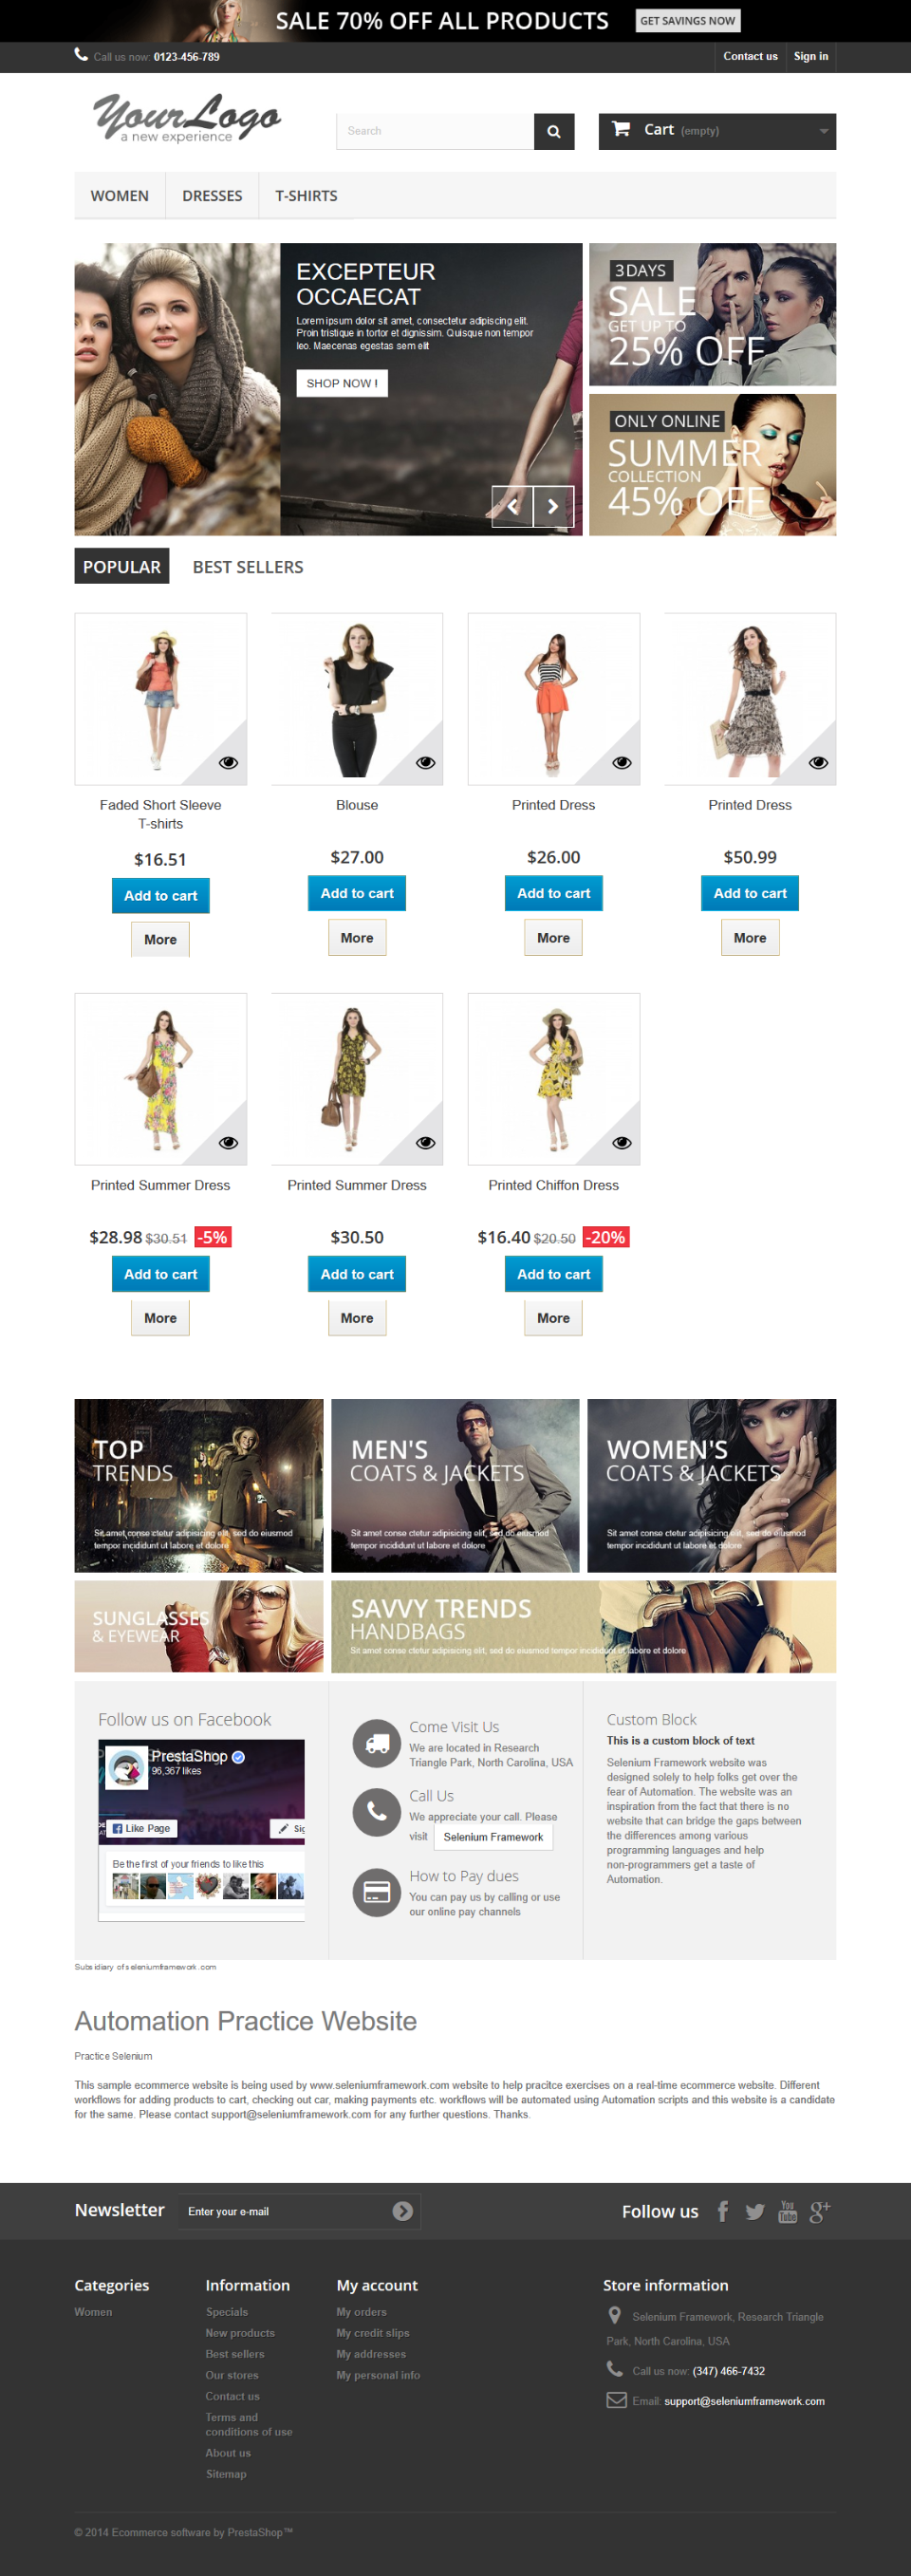 SALE 70% OFF ALL PRODUCTS GET SAVINGS NOW
Call us now: 0123-456-789 Contact us Sign in
YourLogo
a new experience
Search
Cart (empty)
WOMEN DRESSES T-SHIRTS
EXCEPTEUR
OCCAECAT
Lorem ipsum dolor sit amet, consectetur adipiscing elit.
Proin tristique in tortor et dignissim. Quisque non tempor
leo. Maecenas egestas sem elit
SHOP NOW !
3DAYS
SALE
GET UP TO
25% OFF
ONLY ONLINE
SUMMER
COLLECTION
45% OFF
POPULAR BEST SELLERS
Faded Short Sleeve
T-shirts
$16.51
Add to cart
More
Blouse
$27.00
Add to cart
More
Printed Dress
$26.00
Add to cart
More
Printed Dress
$50.99
Add to cart
More
Printed Summer Dress
$28.98 $30.51 -5%
Add to cart
More
Printed Summer Dress
$30.50
Add to cart
More
Printed Chiffon Dress
$16.40 $20.50 -20%
Add to cart
More
TOP
TRENDS
Sit amet conse ctetur adipisicing elit, sed do eiusmod
tempor incididunt ut labore et dolore
MEN'S
COATS & JACKETS
Sit amet conse ctetur adipisicing elit, sed do eiusmod
tempor incididunt ut labore et dolore
WOMEN'S
COATS & JACKETS
Sit amet conse ctetur adipisicing elit, sed do eiusmod
tempor incididunt ut labore et dolore
SUNGLASSES
& EYEWEAR
SAVVY TRENDS
HANDBAGS
Sit amet conse ctetur adipisicing elit, sed do eiusmod tempor incididunt ut labore et dolore
Follow us on Facebook
PrestaShop
96,367 likes
Like Page
Sig
Be the first of your friends to like this
Come Visit Us
We are located in Research
Triangle Park, North Carolina, USA
Call Us
We appreciate your call. Please
visit Selenium Framework
How to Pay dues
You can pay us by calling or use
our online pay channels
Custom Block
This is a custom block of text
Selenium Framework website was
designed solely to help folks get over the
fear of Automation. The website was an
inspiration from the fact that there is no
website that can bridge the gaps between
the differences among various
programming languages and help
non-programmers get a taste of
Automation.
Subsidiary of seleniumframework.com
Automation Practice Website
Practice Selenium
This sample ecommerce website is being used by www.seleniumframework.com website to help pracitce exercises on a real-time ecommerce website. Different
workflows for adding products to cart, checking out car, making payments etc. workflows will be automated using Automation scripts and this website is a candidate
for the same. Please contact support@seleniumframework.com for any further questions. Thanks.
Newsletter Enter your e-mail
Follow us
You
Tube
g+
Categories
Women
Information
Specials
New products
Best sellers
Our stores
Contact us
Terms and
conditions of use
About us
Sitemap
My account
My orders
My credit slips
My addresses
My personal info
Store information
Selenium Framework, Research Triangle
Park, North Carolina, USA
Call us now: (347) 466-7432
Email: support@seleniumframework.com
© 2014 Ecommerce software by PrestaShop™